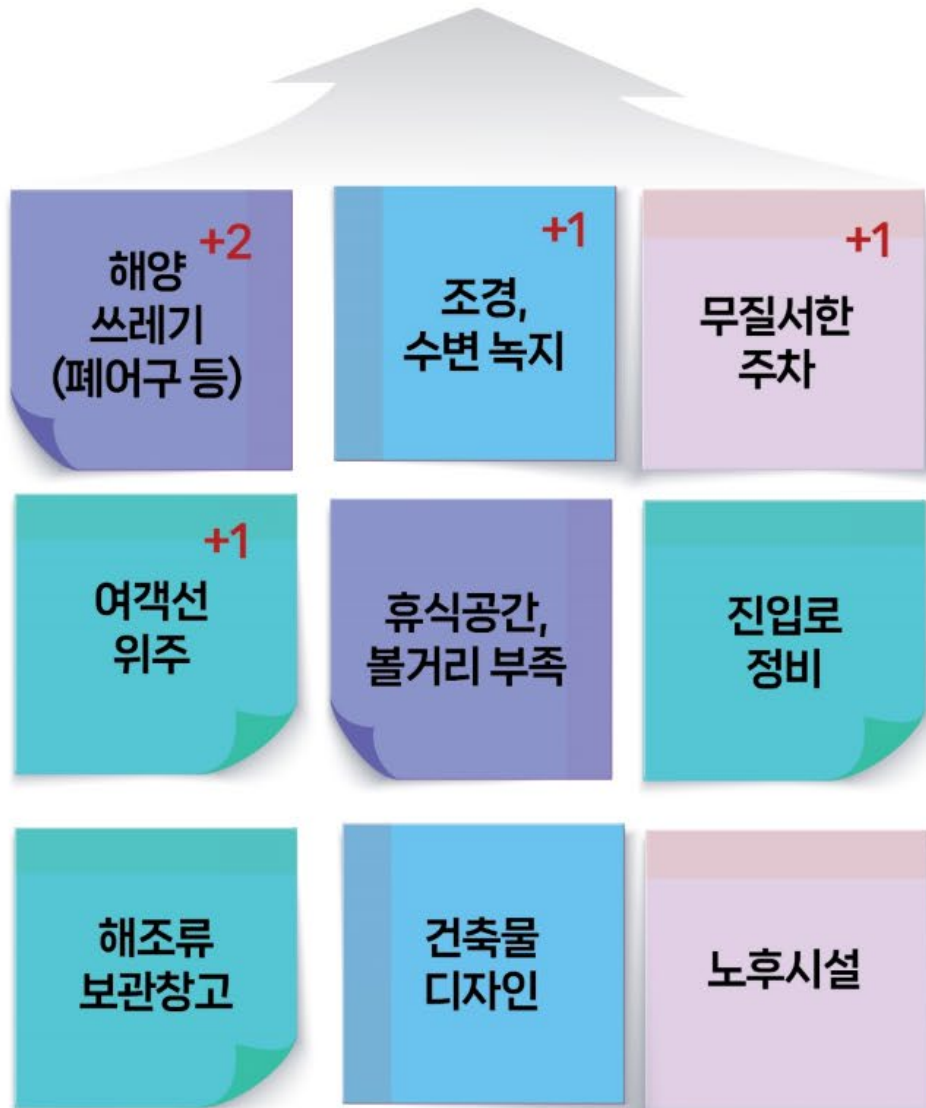 +2
해양
쓰레기
(폐어구 등)
+1
조경,
수변 녹지
+1
무질서한
주차
+1
여객선
위주
휴식공간,
볼거리 부족
진입로
정비
해조류
보관창고
건축물
디자인
노후시설